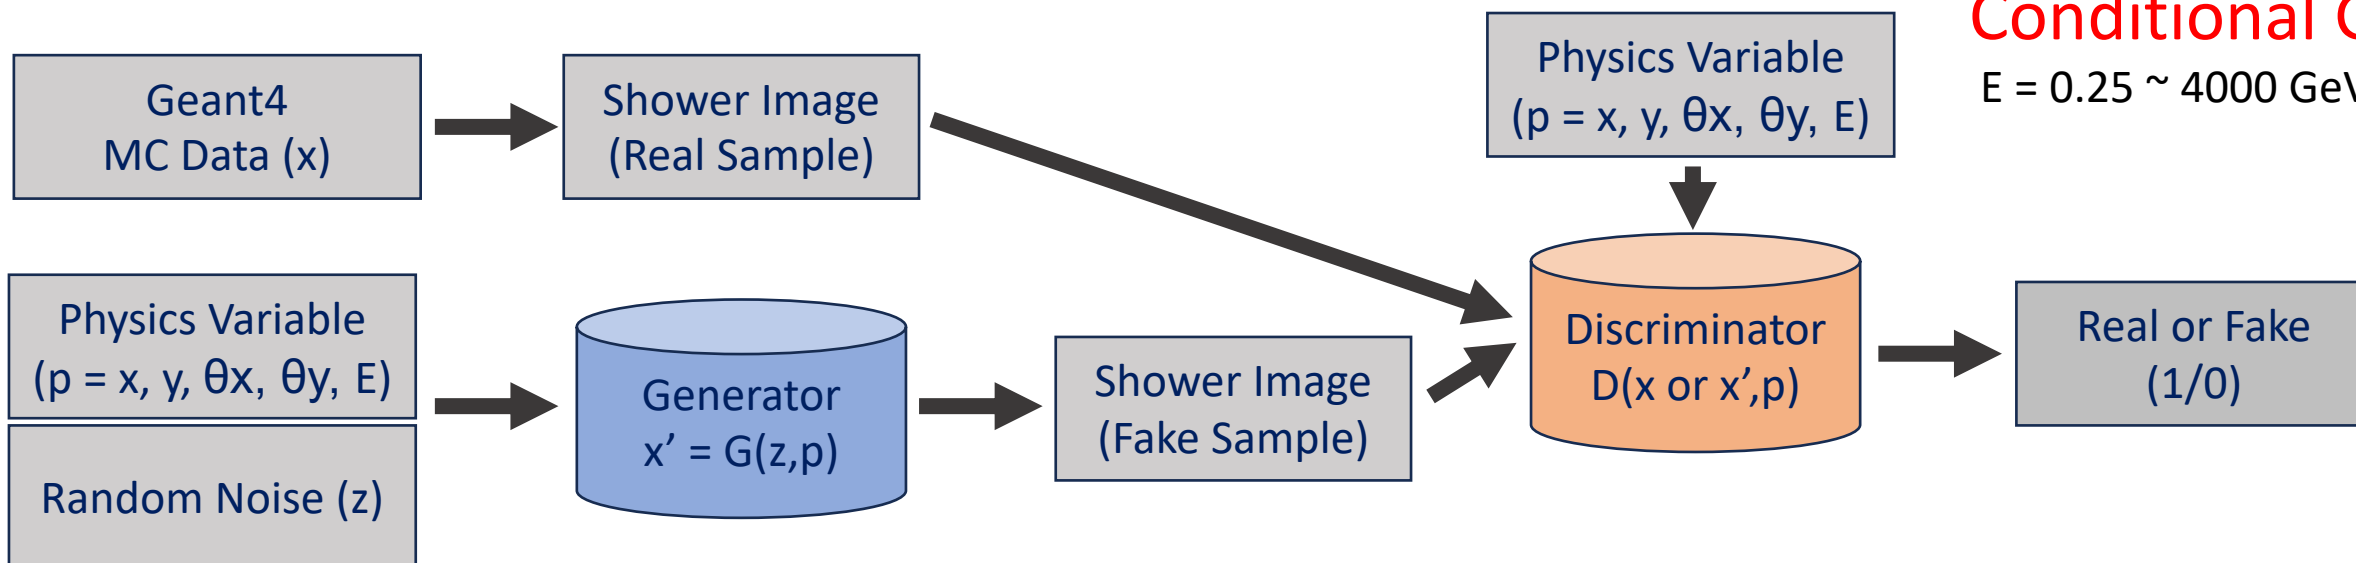 Conditional
E = 0.25 ~ 4000 GeV
Geant4
MC Data (x)
Shower Image
(Real Sample)
Physics Variable
(p = x, y, θx, θy, E)
Physics Variable
(p = x, y, θx, θy, E)
Random Noise (z)
Generator
x’ = G(z,p)
Shower Image
(Fake Sample)
Discriminator
D(x or x’,p)
Real or Fake
(1/0)